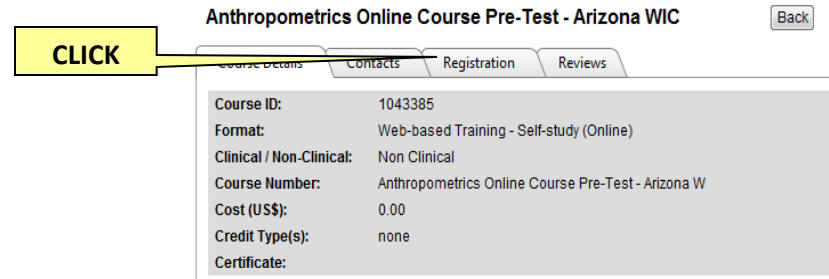 Anthropometrics Online Course Pre-Test - Arizona WIC Back
CLICK
Course Details Contacts Registration Reviews
Course ID: 1043385
Format: Web-based Training - Self-study (Online)
Clinical / Non-Clinical: Non Clinical
Course Number: Anthropometrics Online Course Pre-Test - Arizona W
Cost (US$): 0.00
Credit Type(s): none
Certificate: